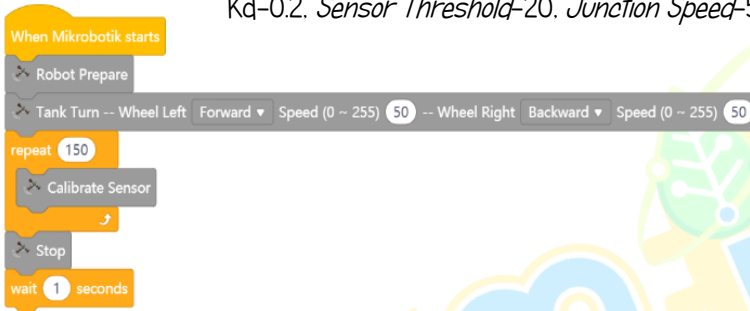 Kd-0.2. Sensor Threshold-20. Junction Speed-5
When Mikrobotik starts
Robot Prepare
Tank Turn -- Wheel Left Forward ▾ Speed (0 ~ 255) 50 -- Wheel Right Backward ▾ Speed (0 ~ 255) 50
repeat 150
Calibrate Sensor
Stop
wait 1 seconds